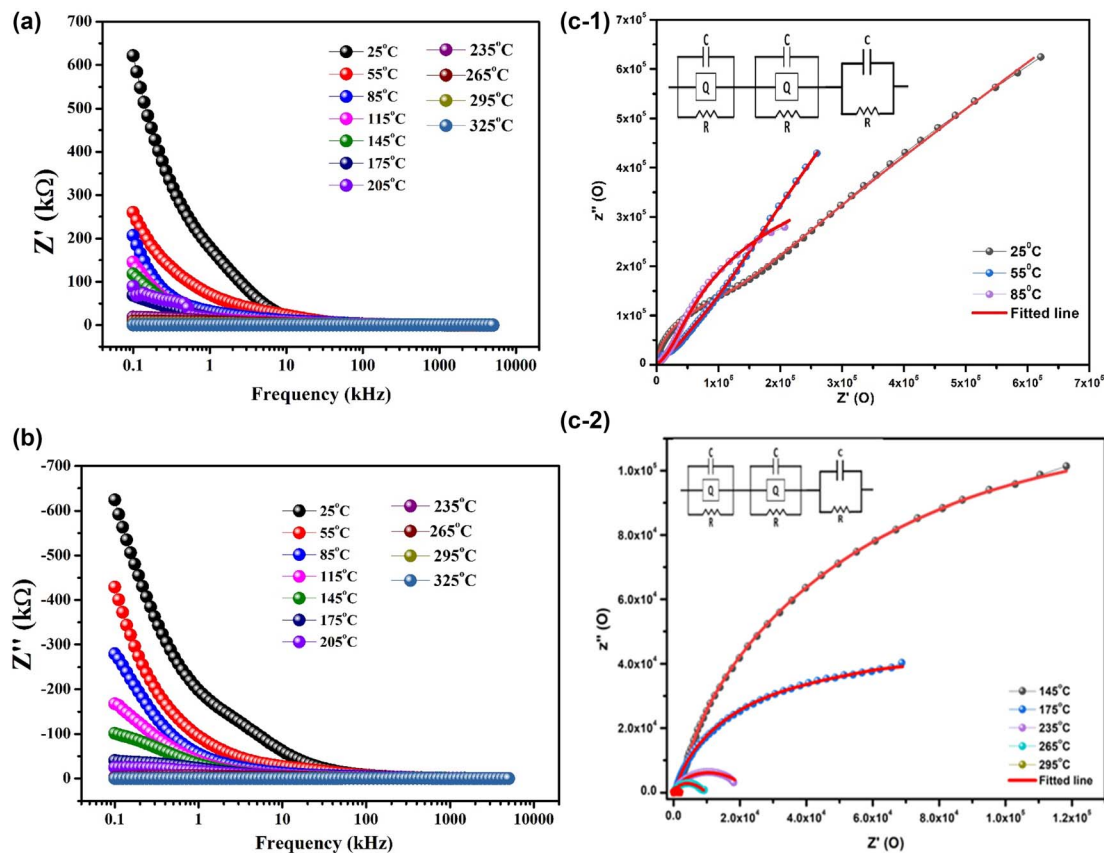 (a)
700
600
500
400
300
200
100
0
Z' (kΩ)
0.1 1 10 100 1000 10000
Frequency (kHz)
25°C
55°C
85°C
115°C
145°C
175°C
205°C
235°C
265°C
295°C
325°C
(b)
-700
-600
-500
-400
-300
-200
-100
0
Z'' (kΩ)
0.1 1 10 100 1000 10000
Frequency (kHz)
25°C
55°C
85°C
115°C
145°C
175°C
205°C
235°C
265°C
295°C
325°C
(c-1)
7x10⁵
6x10⁵
5x10⁵
4x10⁵
3x10⁵
2x10⁵
1x10⁵
0
z'' (O)
0 1x10⁵ 2x10⁵ 3x10⁵ 4x10⁵ 5x10⁵ 6x10⁵ 7x10⁵
Z' (O)
C C C
Q Q
R R R
25⁰C
55⁰C
85⁰C
Fitted line
(c-2)
1.0x10⁵
8.0x10⁴
6.0x10⁴
4.0x10⁴
2.0x10⁴
0.0
z'' (O)
0.0 2.0x10⁴ 4.0x10⁴ 6.0x10⁴ 8.0x10⁴ 1.0x10⁵ 1.2x10⁵
Z' (O)
C C C
Q Q
R R R
145°C
175°C
235°C
265°C
295°C
Fitted line